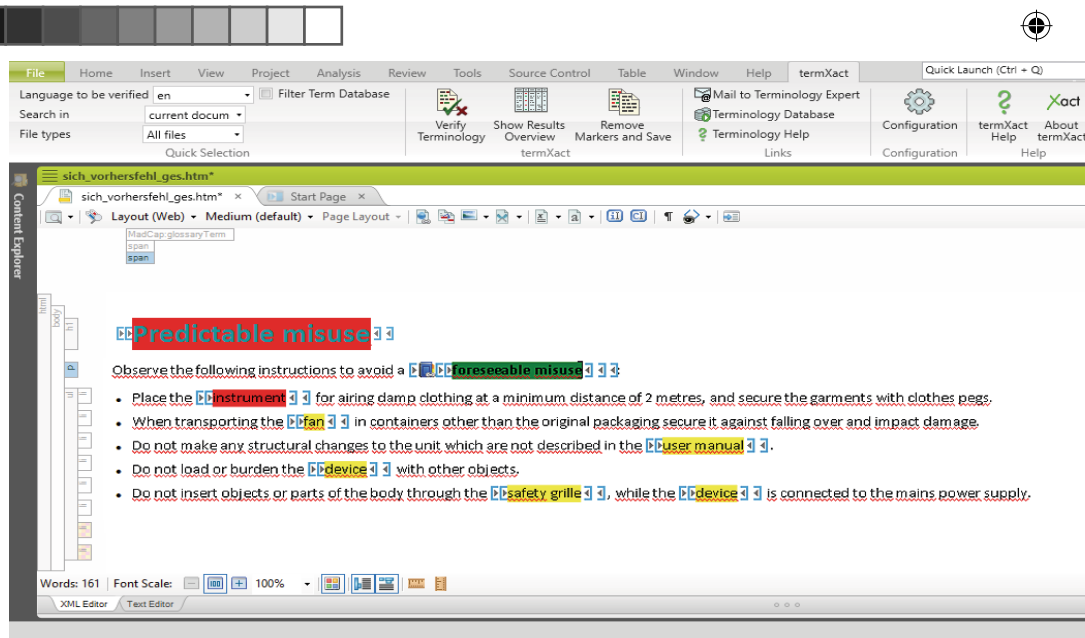 File Home Insert View Project Analysis Review Tools Source Control Table Window Help termXact Quick Launch (Ctrl + Q)
Language to be verified en Filter Term Database
Search in current docum
File types All files
Quick Selection
Verify Terminology
Show Results Overview
Remove Markers and Save
termXact
Mail to Terminology Expert
Terminology Database
Terminology Help
Links
Configuration
Configuration
termXact Help
Xact
About termXact
Help
Content Explorer
sich_vorhersfehl_ges.htm*
sich_vorhersfehl_ges.htm* × Start Page ×
Layout (Web) Medium (default) Page Layout
MadCap:glossaryTerm
span
span
html
body
h1
Predictable misuse
p
Observe the following instructions to avoid a foreseeable misuse:
• Place the instrument for airing damp clothing at a minimum distance of 2 metres, and secure the garments with clothes pegs.
• When transporting the fan in containers other than the original packaging secure it against falling over and impact damage.
• Do not make any structural changes to the unit which are not described in the user manual.
• Do not load or burden the device with other objects.
• Do not insert objects or parts of the body through the safety grille, while the device is connected to the mains power supply.
Words: 161 Font Scale: 100%
XML Editor Text Editor